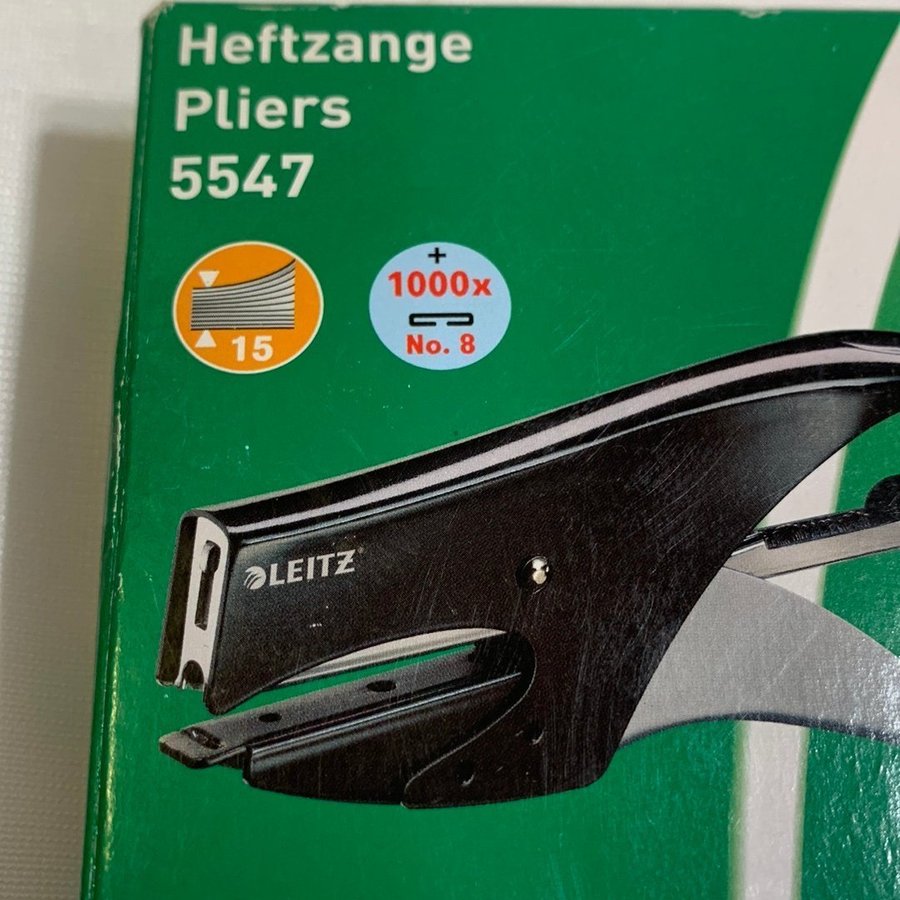 Heftzange
Pliers
5547
15
+
1000x
No. 8
LEITZ